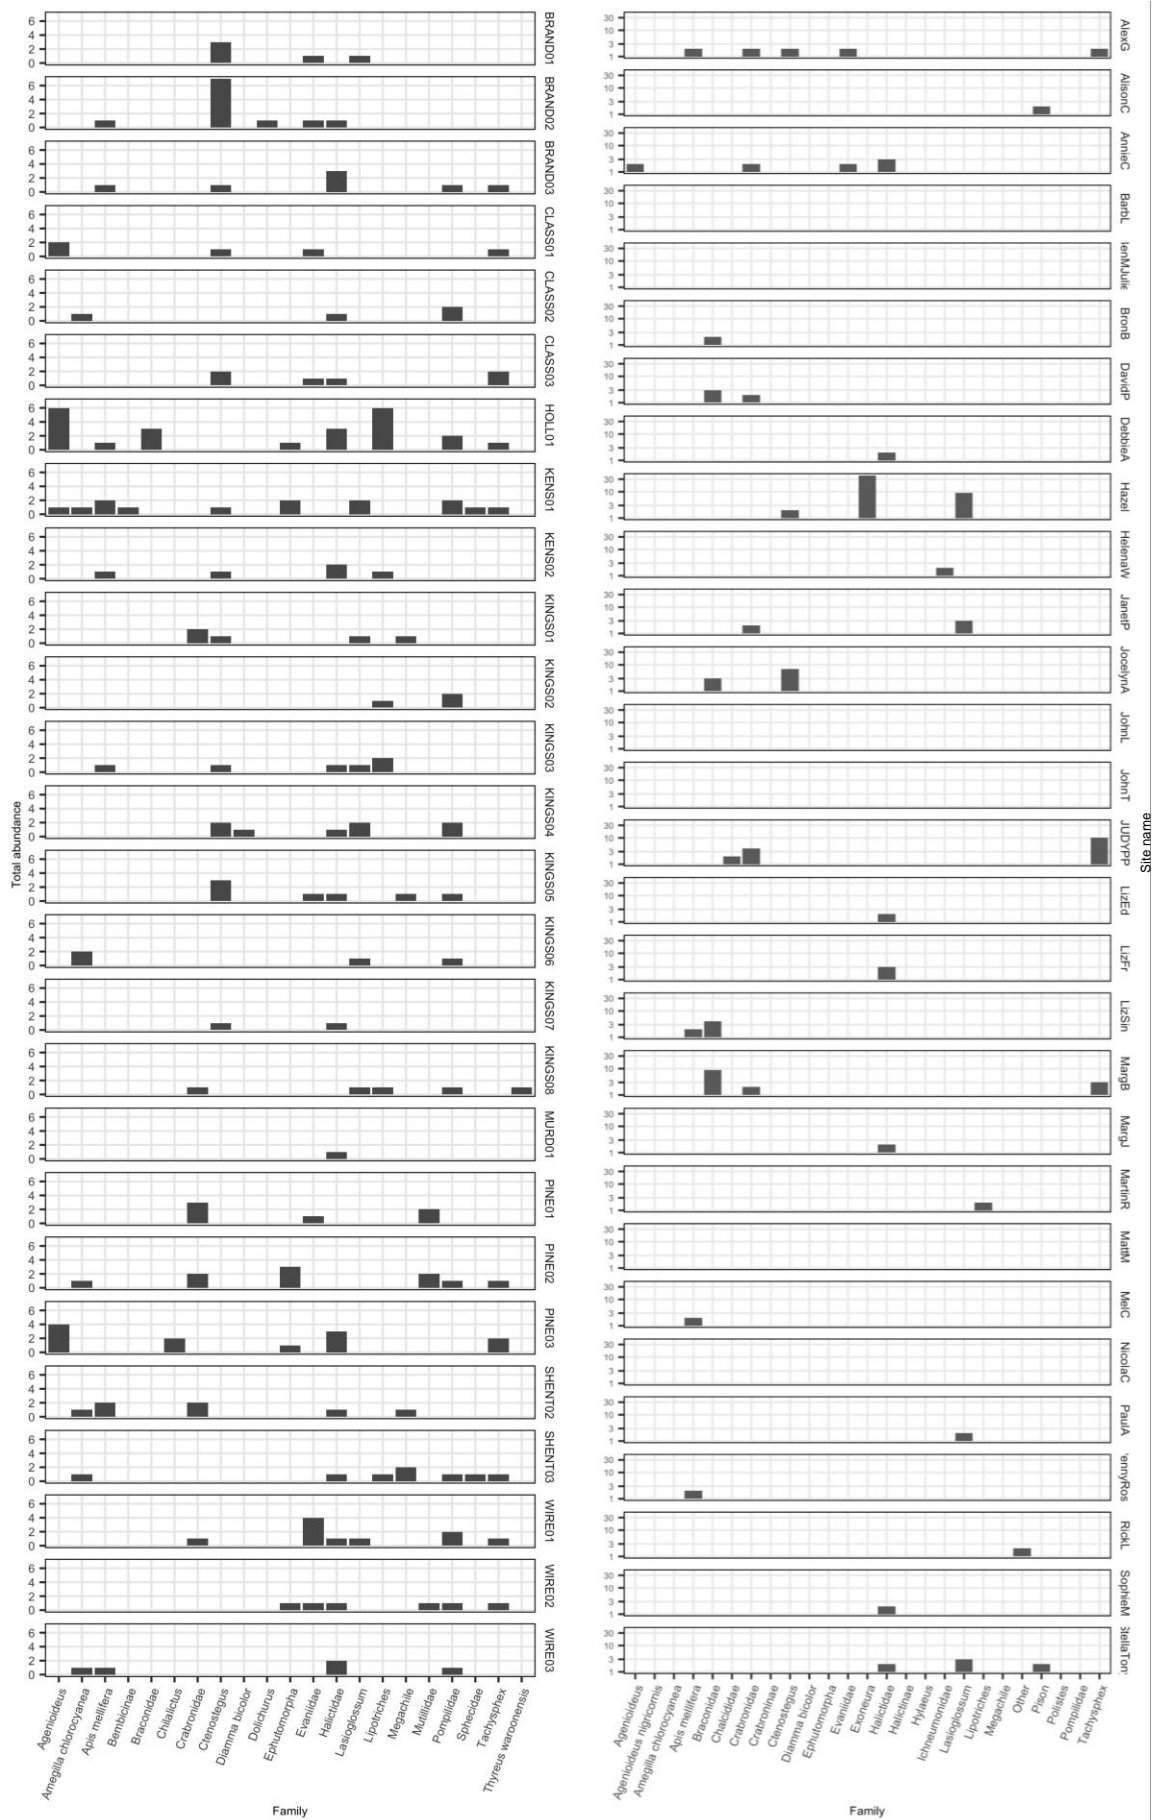 BRAND01
BRAND02
BRAND03
CLASS01
CLASS02
CLASS03
HOLL01
KENS01
KENS02
KINGS01
KINGS02
KINGS03
KINGS04
KINGS05
KINGS06
KINGS07
KINGS08
MURD01
PINE01
PINE02
PINE03
SHENT02
SHENT03
WIRE01
WIRE02
WIRE03
6
4
2
0
Total abundance
Agenioideus
Amegilla chlorocyanea
Apis mellifera
Bembicinae
Braconidae
Chilalictus
Crabronidae
Ctenostegus
Diamma bicolor
Dolichurus
Ephutomorpha
Evaniidae
Halictidae
Lasioglossum
Lipotriches
Megachile
Mutillidae
Pompilidae
Sphecidae
Tachysphex
Thyreus waroonensis
Family
AlexG
AlisonC
AnnieC
BarbL
lenMJulie
BronB
DavidP
DebbieA
Hazel
HelenaW
JanetP
JocelynA
JohnL
JohnT
JUDYPP
LizEd
LizFr
LizSin
MargB
MargJ
MartinR
MattM
MelC
NicolaC
PaulA
ennyRos
RickL
SophieM
tellaTon
30
10
3
1
Site name
Agenioideus
Agenioideus nigricornis
Amegilla chlorocyanea
Apis mellifera
Braconidae
Chalcididae
Crabronidae
Crabroninae
Ctenostegus
Diamma bicolor
Ephutomorpha
Evaniidae
Exoneura
Halictidae
Halictinae
Hylaeus
Ichneumonidae
Lasioglossum
Lipotriches
Megachile
Other
Pison
Polistes
Pompilidae
Tachysphex
Family